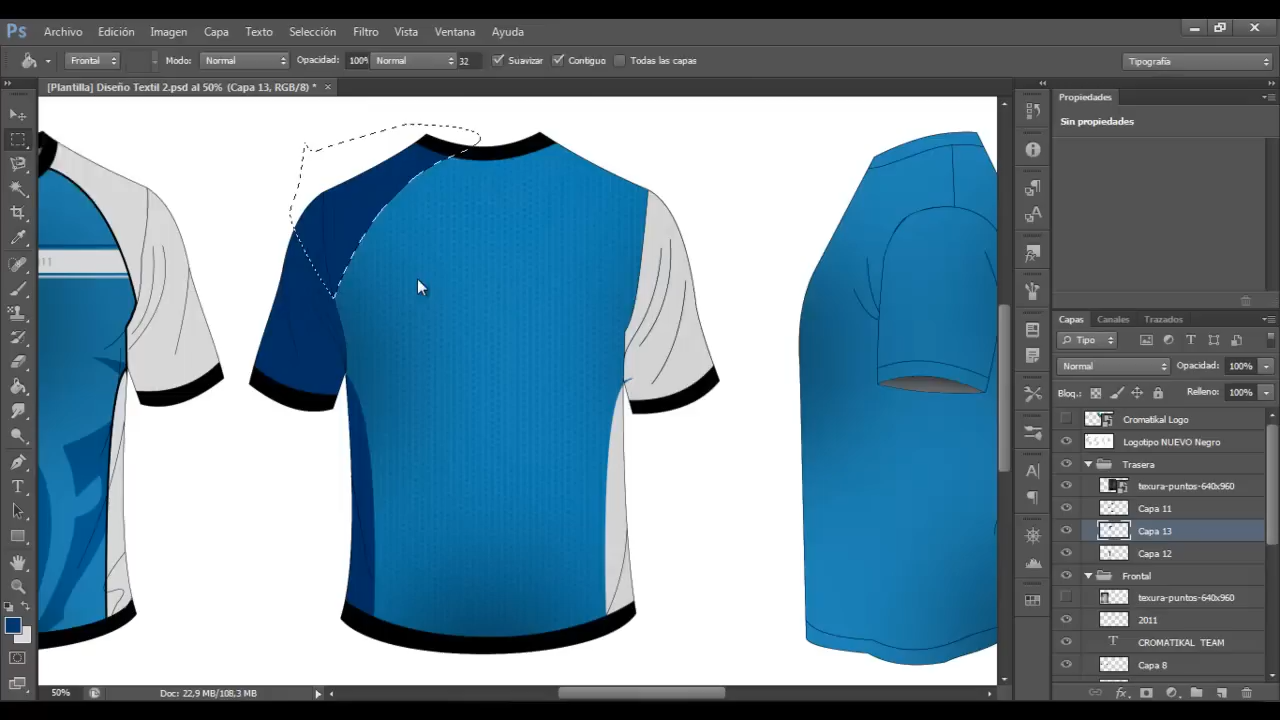 Ps Archivo Edición Imagen Capa Texto Selección Filtro Vista Ventana Ayuda
Frontal Modo: Normal Opacidad: 100% Normal 32 Suavizar Contiguo Todas las capas Tipografía
[Plantilla] Diseño Textil 2.psd al 50% (Capa 13, RGB/8) * ×
Propiedades
Sin propiedades
Capas Canales Trazados
Tipo
Normal Opacidad: 100%
Bloq.: Relleno: 100%
Cromatikal Logo
Logotipo NUEVO Negro
Trasera
texura-puntos-640x960
Capa 11
Capa 13
Capa 12
Frontal
texura-puntos-640x960
2011
T CROMATIKAL TEAM
Capa 8
50% Doc: 22,9 MB/108,3 MB